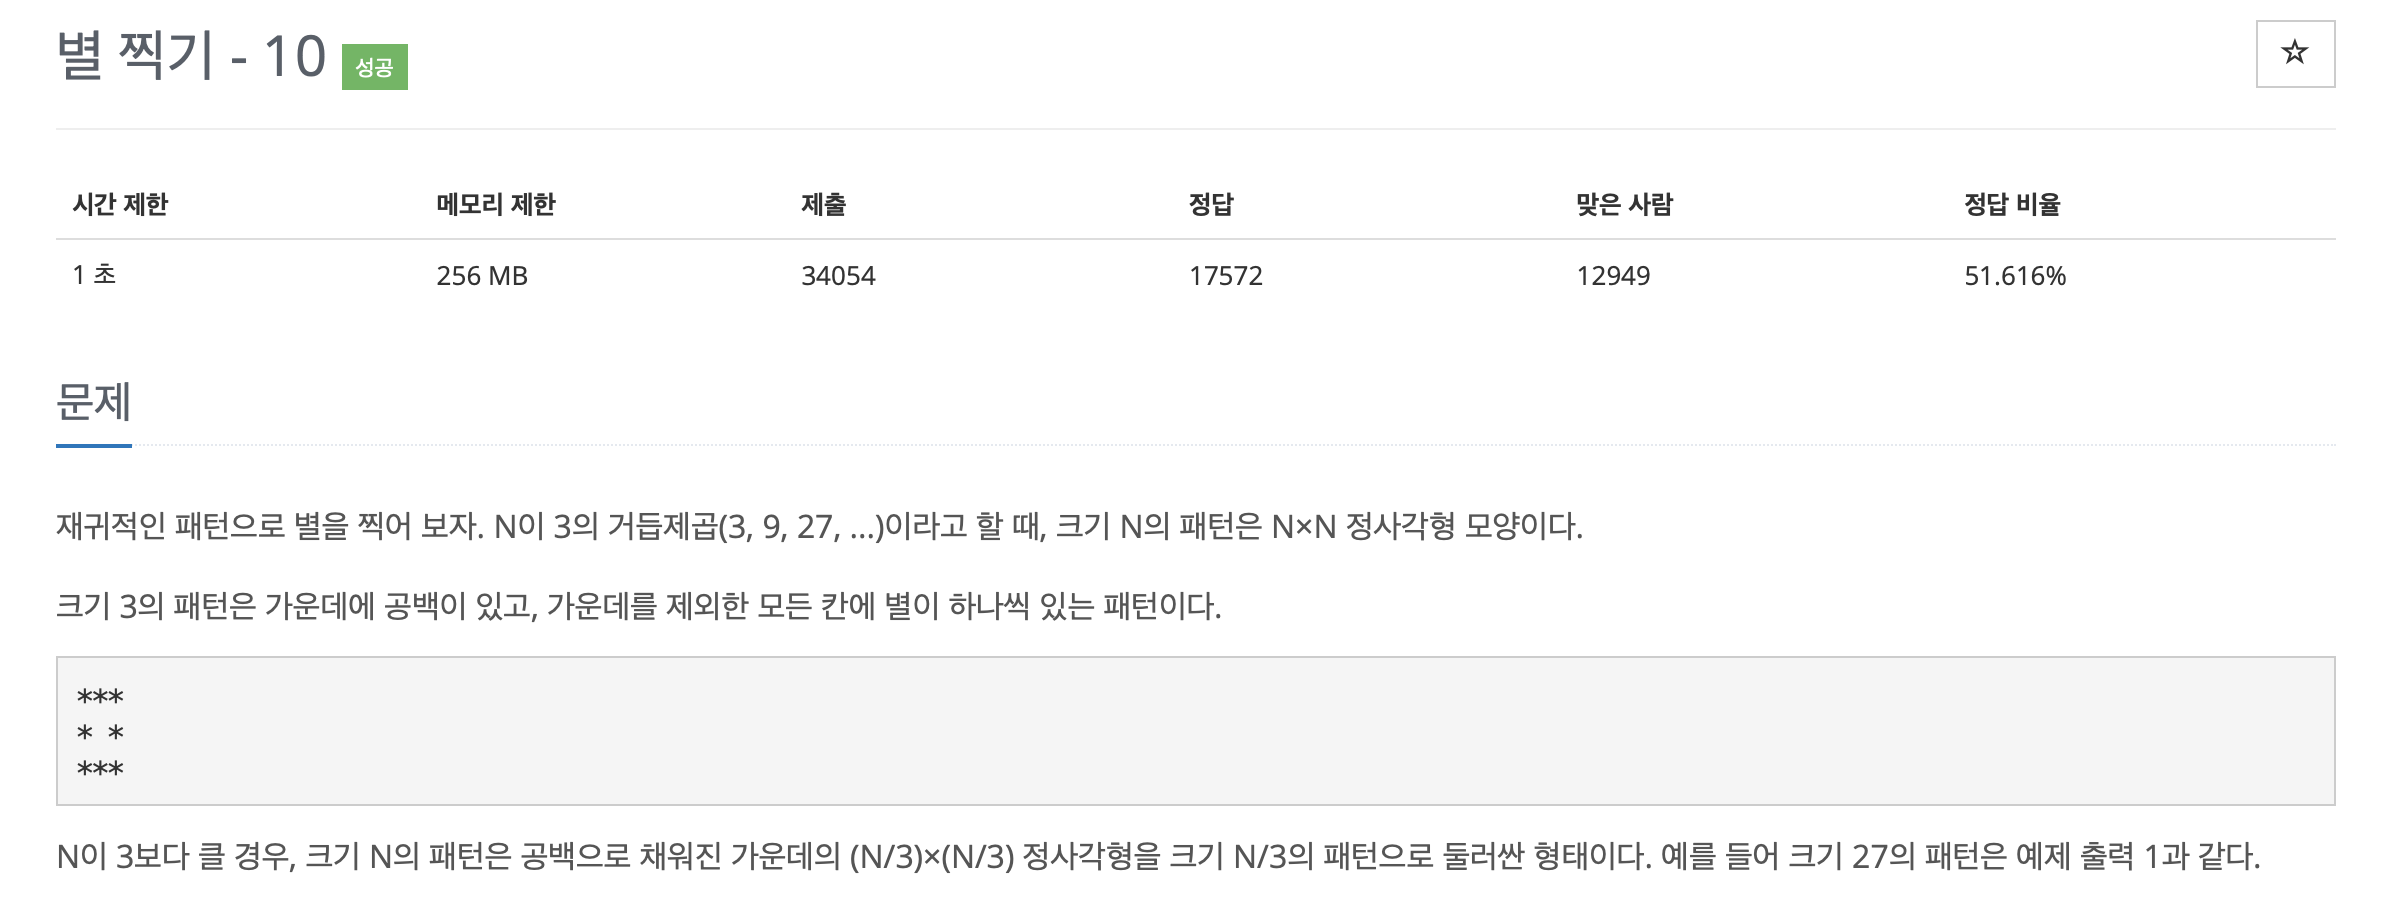 별 찍기 - 10 성공
☆
시간 제한 메모리 제한 제출 정답 맞은 사람 정답 비율
1 초 256 MB 34054 17572 12949 51.616%
문제
재귀적인 패턴으로 별을 찍어 보자. N이 3의 거듭제곱(3, 9, 27, ...)이라고 할 때, 크기 N의 패턴은 N×N 정사각형 모양이다.
크기 3의 패턴은 가운데에 공백이 있고, 가운데를 제외한 모든 칸에 별이 하나씩 있는 패턴이다.
***
* *
***
N이 3보다 클 경우, 크기 N의 패턴은 공백으로 채워진 가운데의 (N/3)×(N/3) 정사각형을 크기 N/3의 패턴으로 둘러싼 형태이다. 예를 들어 크기 27의 패턴은 예제 출력 1과 같다.